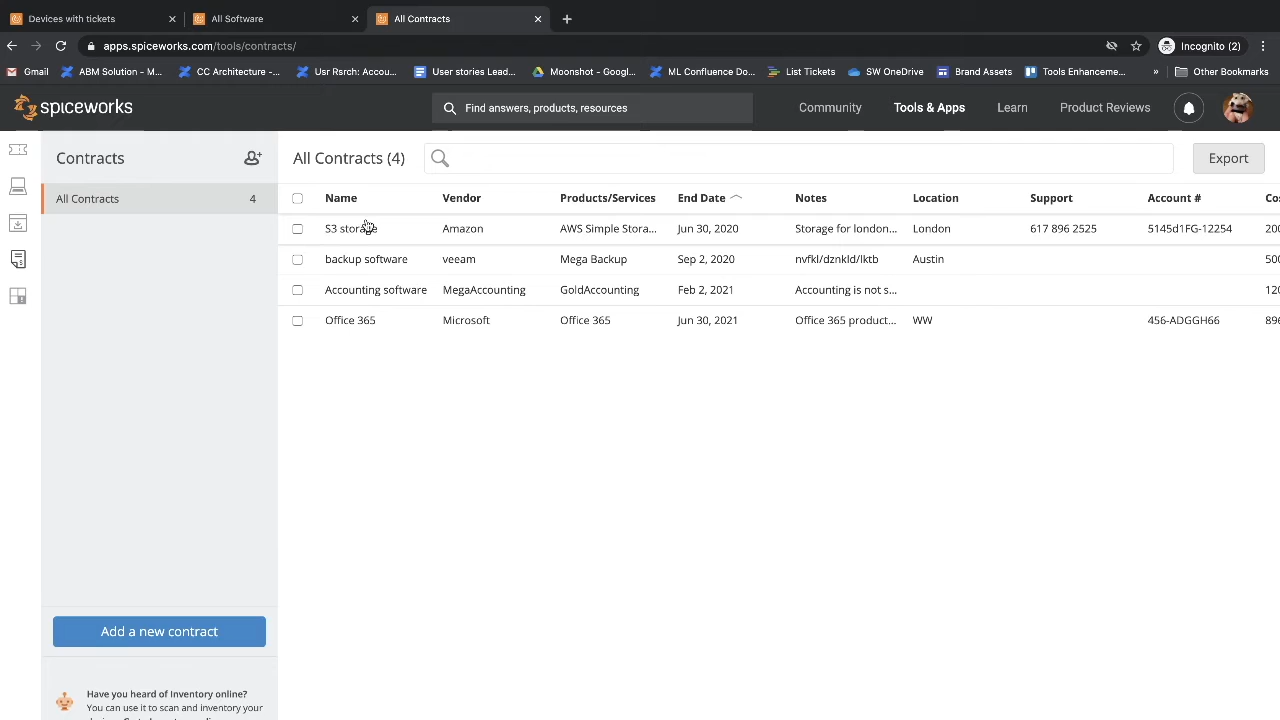 Devices with tickets
All Software
All Contracts
apps.spiceworks.com/tools/contracts/
Incognito (2)
Gmail
ABM Solution - M...
CC Architecture -...
Usr Rsrch: Accou...
User stories Lead...
Moonshot - Googl...
ML Confluence Do...
List Tickets
SW OneDrive
Brand Assets
Tools Enhanceme...
»
Other Bookmarks
spiceworks
Find answers, products, resources
Community
Tools & Apps
Learn
Product Reviews
Contracts
All Contracts (4)
Export
All Contracts 4
Name Vendor Products/Services End Date Notes Location Support Account # Co
S3 storage Amazon AWS Simple Stora... Jun 30, 2020 Storage for london... London 617 896 2525 5145d1FG-12254 200
backup software veeam Mega Backup Sep 2, 2020 nvfkl/dznkld/lktb Austin 500
Accounting software MegaAccounting GoldAccounting Feb 2, 2021 Accounting is not s... 120
Office 365 Microsoft Office 365 Jun 30, 2021 Office 365 product... WW 456-ADGGH66 896
Add a new contract
Have you heard of Inventory online?
You can use it to scan and inventory your